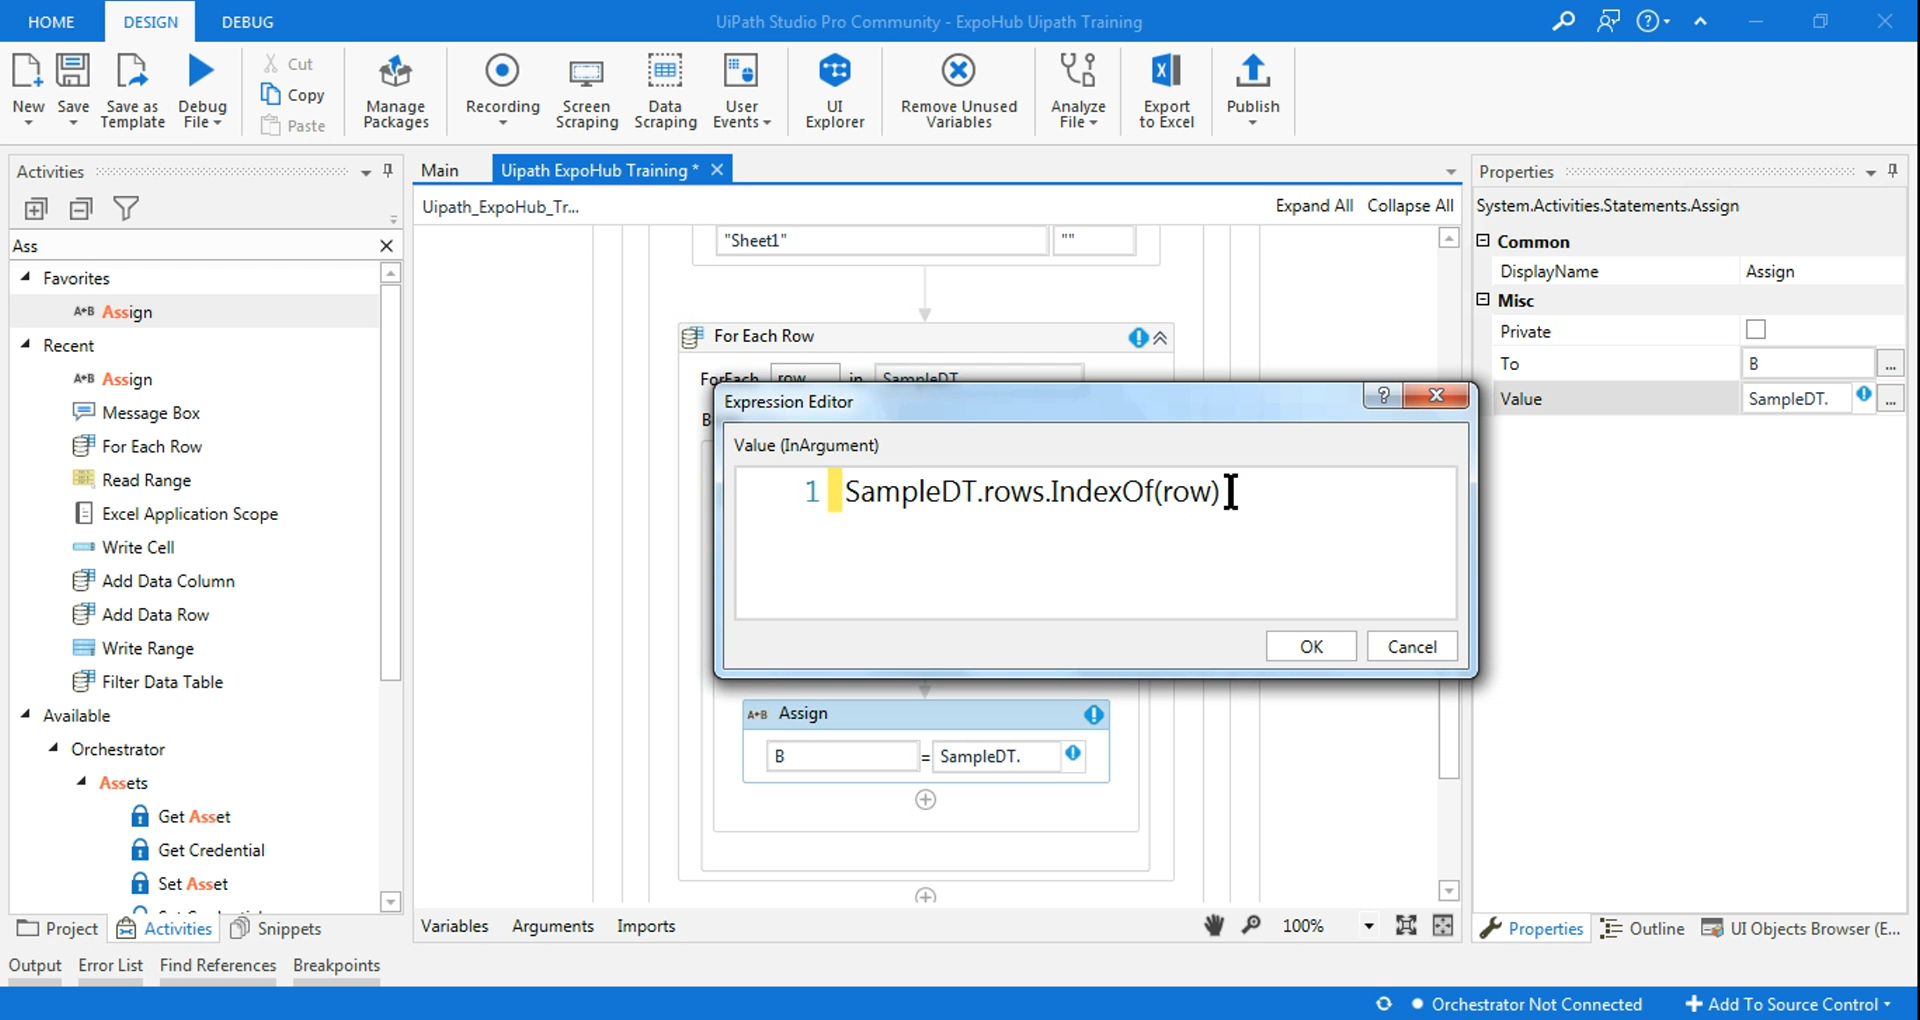 HOME DESIGN DEBUG UiPath Studio Pro Community - ExpoHub Uipath Training
New
Save
Save as
Template
Debug
File
Cut
Copy
Paste
Manage
Packages
Recording
Screen
Scraping
Data
Scraping
User
Events
UI
Explorer
Remove Unused
Variables
Analyze
File
Export
to Excel
Publish
Activities
Ass
Favorites
A+B Assign
Recent
A+B Assign
Message Box
For Each Row
Read Range
Excel Application Scope
Write Cell
Add Data Column
Add Data Row
Write Range
Filter Data Table
Available
Orchestrator
Assets
Get Asset
Get Credential
Set Asset
Project Activities Snippets
Main Uipath ExpoHub Training *
Uipath_ExpoHub_Tr... Expand All Collapse All
"Sheet1" ""
For Each Row
ForEach row in SampleDT
Expression Editor
Value (InArgument)
1 SampleDT.rows.IndexOf(row)
OK Cancel
A+B Assign
B = SampleDT.
Variables Arguments Imports 100%
Properties
System.Activities.Statements.Assign
Common
DisplayName Assign
Misc
Private
To B ...
Value SampleDT. ...
Properties Outline UI Objects Browser (E...
Output Error List Find References Breakpoints
Orchestrator Not Connected Add To Source Control